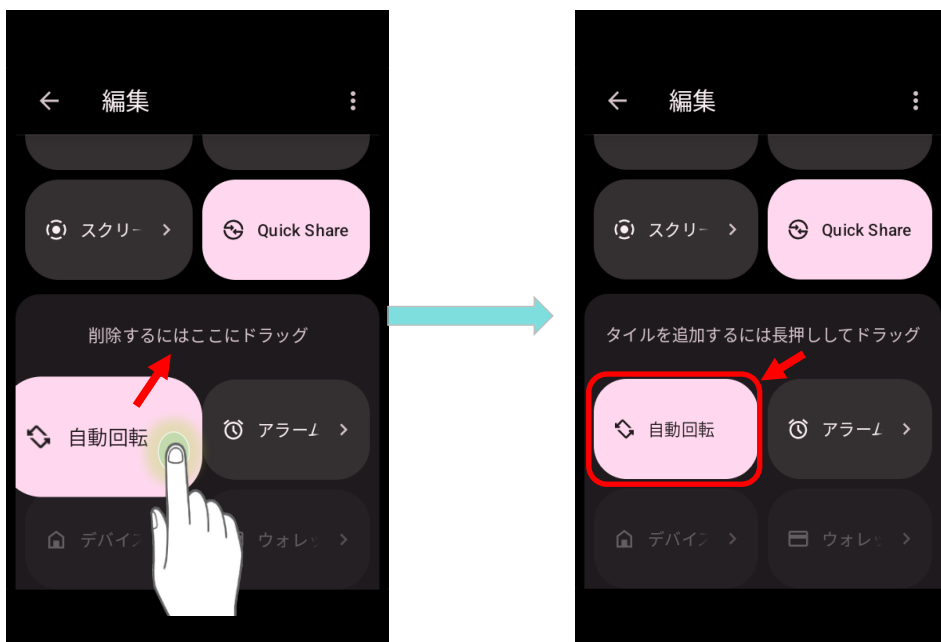 編集
スクリー
Quick Share
削除するにはここにドラッグ
自動回転
アラーム
デバイス
ウォレッ
編集
スクリー
Quick Share
タイルを追加するには長押ししてドラッグ
自動回転
アラーム
デバイス
ウォレッ